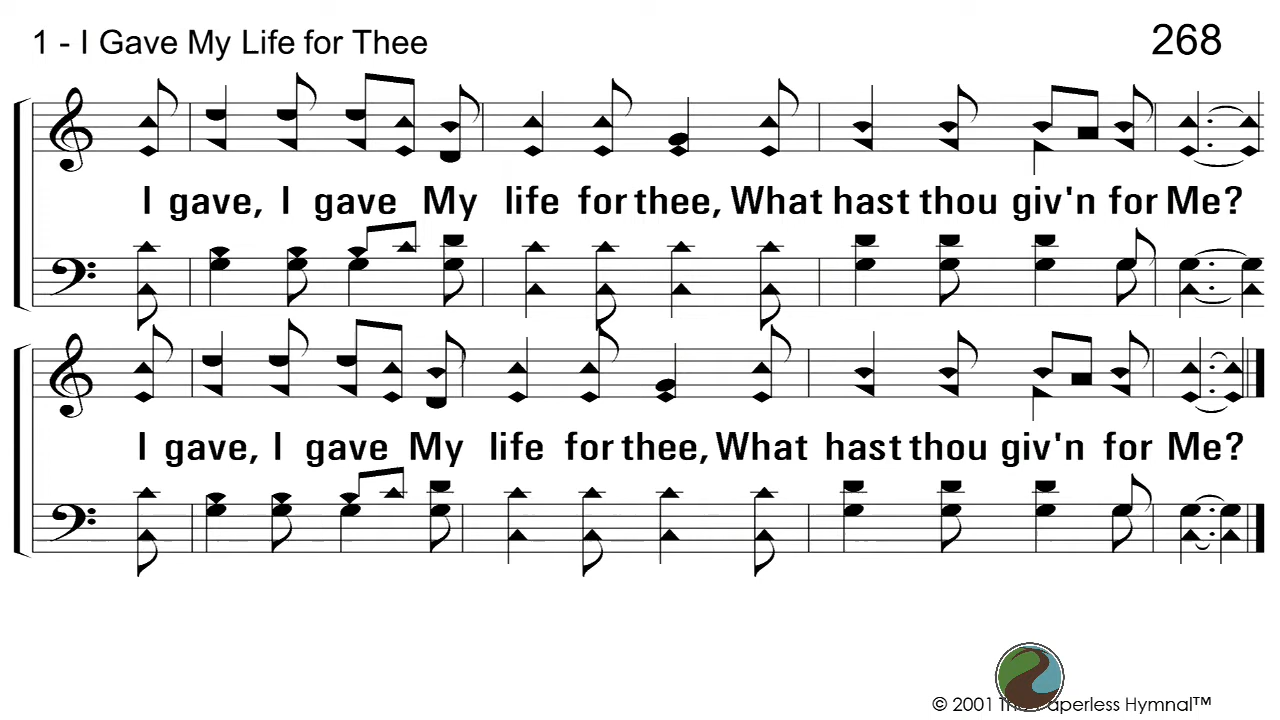 1 - I Gave My Life for Thee
268
I gave, I gave My life for thee, What hast thou giv'n for Me?
I gave, I gave My life for thee, What hast thou giv'n for Me?
© 2001 The Paperless Hymnal™